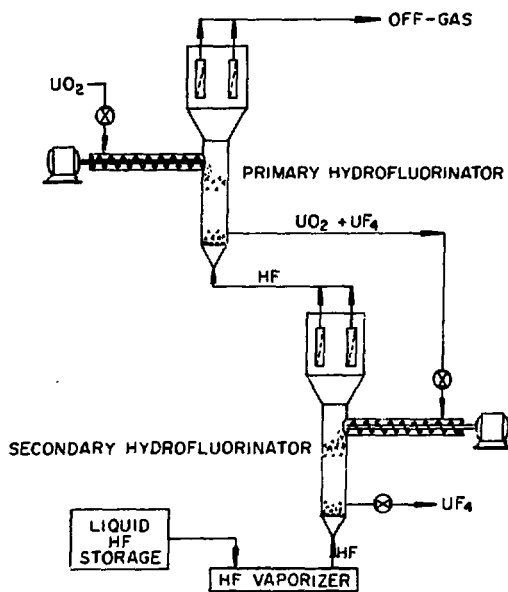 OFF-GAS
UO₂
PRIMARY HYDROFLUORINATOR
UO₂ + UF₄
HF
SECONDARY HYDROFLUORINATOR
UF₄
LIQUID
HF
STORAGE
HF
HF VAPORIZER